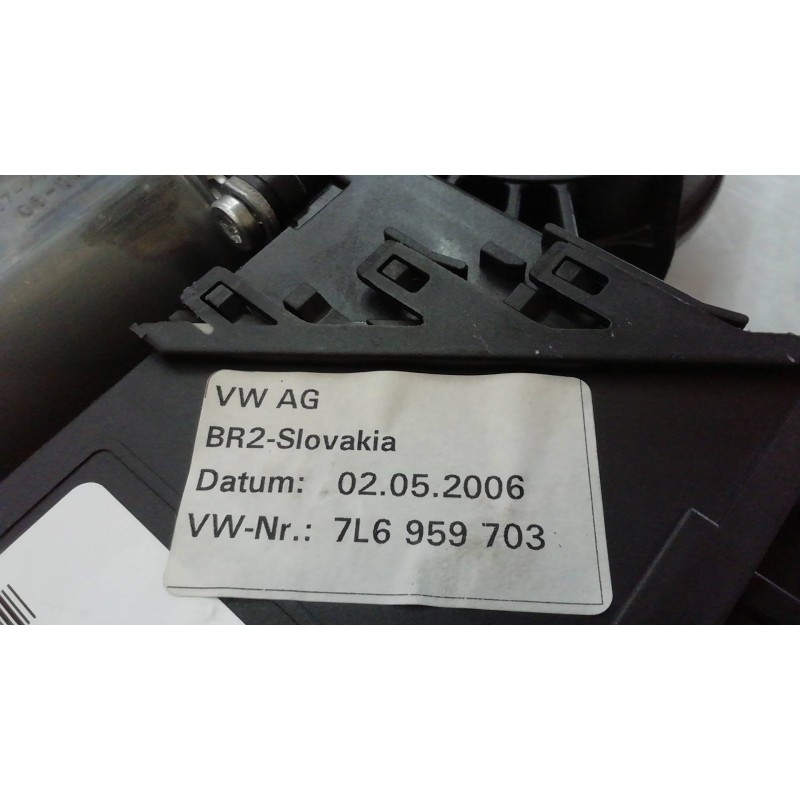 VW AG
BR2-Slovakia
Datum: 02.05.2006
VW-Nr.: 7L6 959 703